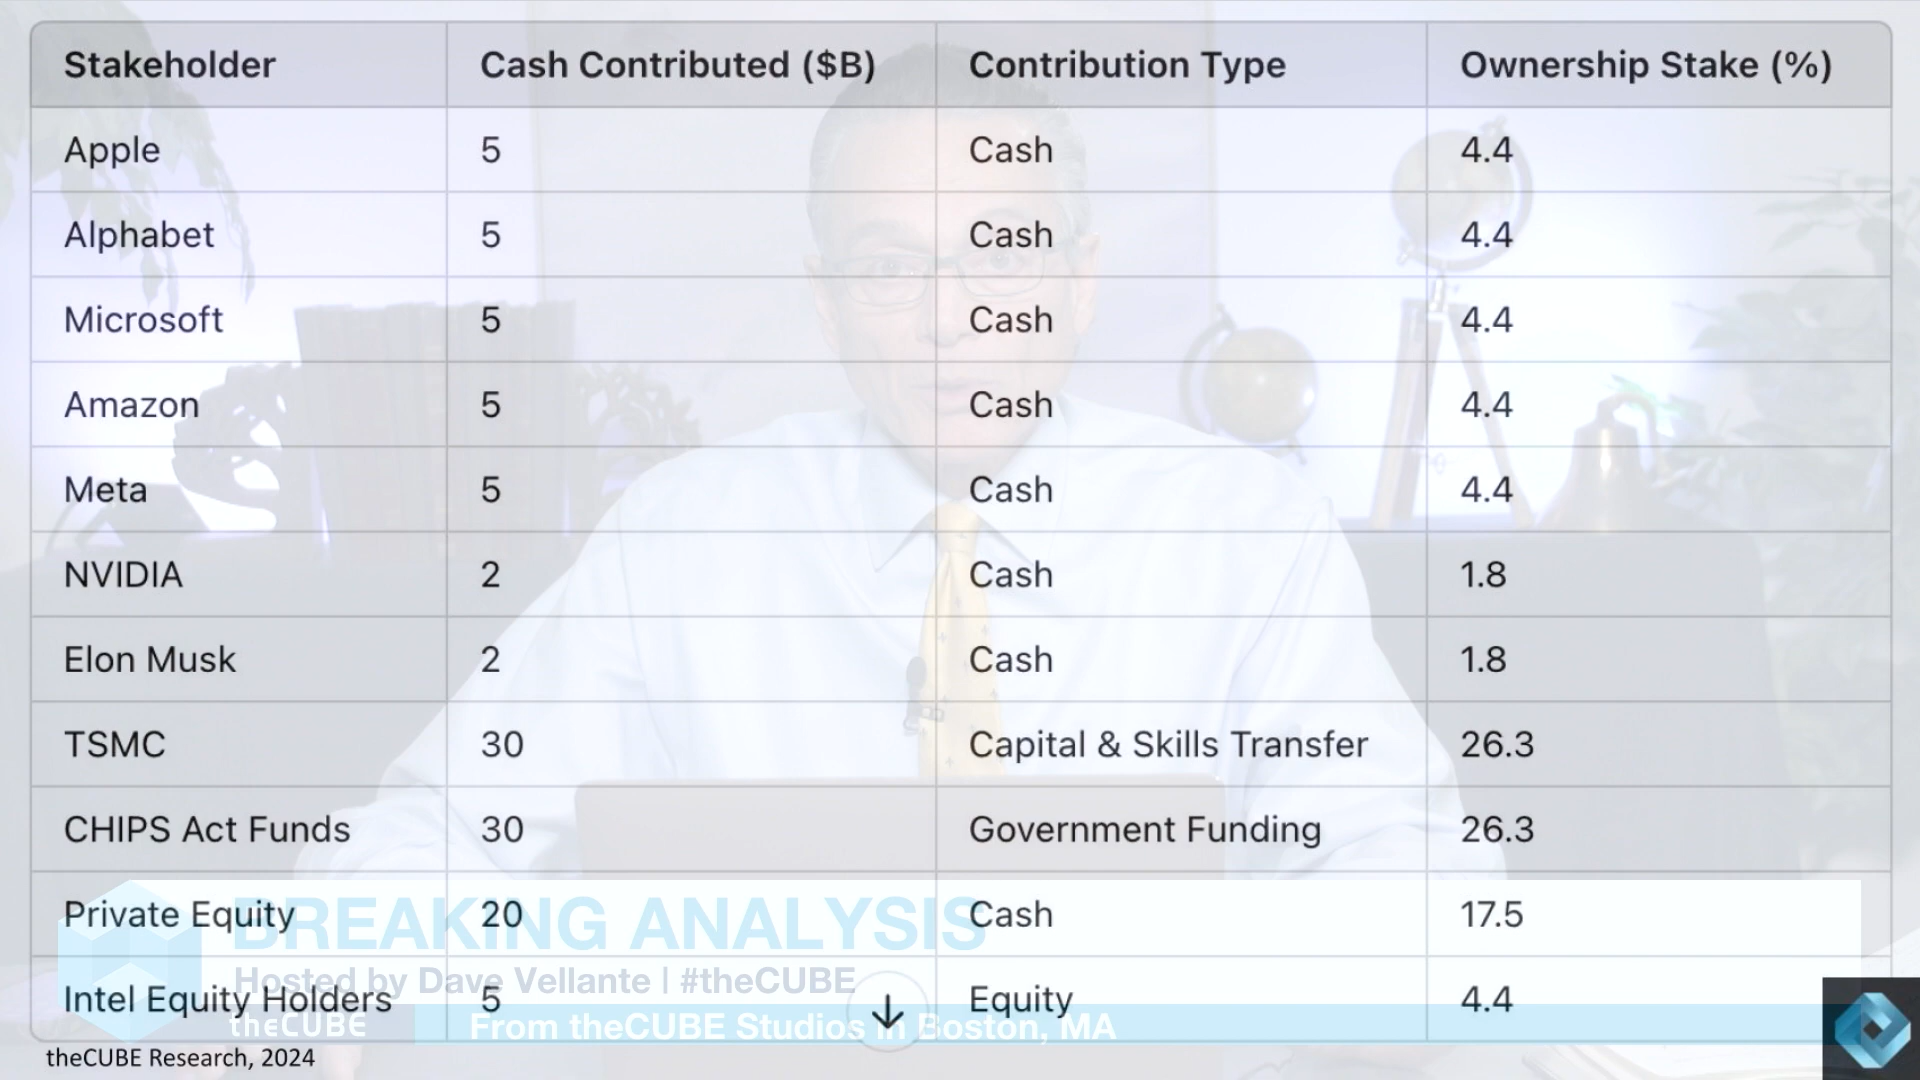 Stakeholder Cash Contributed ($B) Contribution Type Ownership Stake (%)
Apple 5 Cash 4.4
Alphabet 5 Cash 4.4
Microsoft 5 Cash 4.4
Amazon 5 Cash 4.4
Meta 5 Cash 4.4
NVIDIA 2 Cash 1.8
Elon Musk 2 Cash 1.8
TSMC 30 Capital & Skills Transfer 26.3
CHIPS Act Funds 30 Government Funding 26.3
Private Equity 20 Cash 17.5
BREAKING ANALYSIS
Hosted by Dave Vellante | #theCUBE
Intel Equity Holders 5 Equity 4.4
theCUBE From theCUBE Studios in Boston, MA
theCUBE Research, 2024